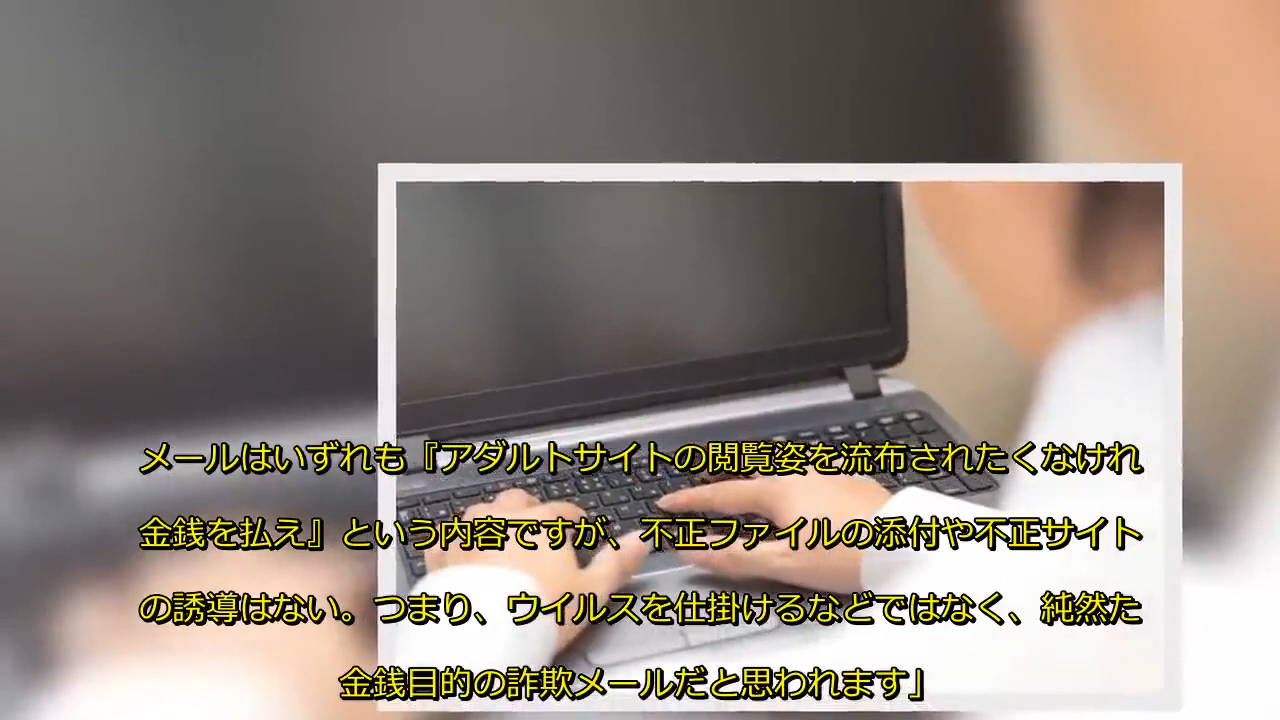 メールはいずれも『アダルトサイトの閲覧姿を流布されたくなけれ
金銭を払え』という内容ですが、不正ファイルの添付や不正サイト
の誘導はない。つまり、ウイルスを仕掛けるなどではなく、純然た
金銭目的の詐欺メールだと思われます」